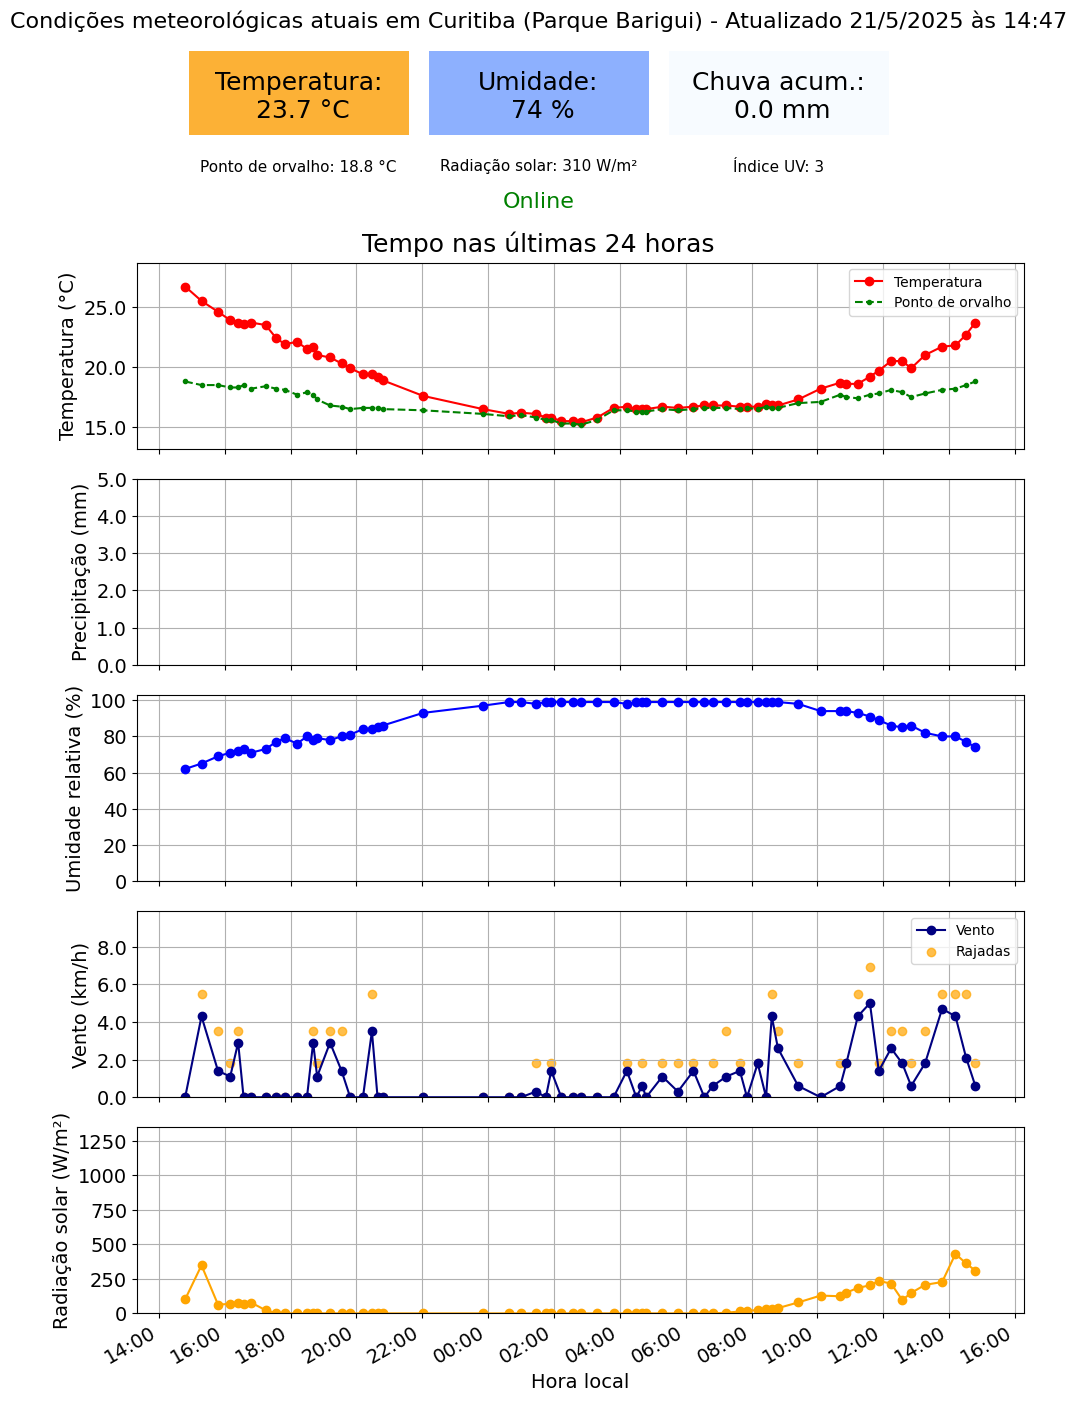 Condições meteorológicas atuais em Curitiba (Parque Barigui) - Atualizado 21/5/2025 às 14:47
Temperatura:
23.7 °C
Umidade:
74 %
Chuva acum.:
0.0 mm
Ponto de orvalho: 18.8 °C
Radiação solar: 310 W/m²
Índice UV: 3
Online
Tempo nas últimas 24 horas
Temperatura (°C)
25.0
20.0
15.0
Temperatura
Ponto de orvalho
Precipitação (mm)
5.0
4.0
3.0
2.0
1.0
0.0
Umidade relativa (%)
100
80
60
40
20
0
Vento (km/h)
8.0
6.0
4.0
2.0
0.0
Vento
Rajadas
Radiação solar (W/m²)
1250
1000
750
500
250
0
14:00
16:00
18:00
20:00
22:00
00:00
02:00
04:00
06:00
08:00
10:00
12:00
14:00
16:00
Hora local